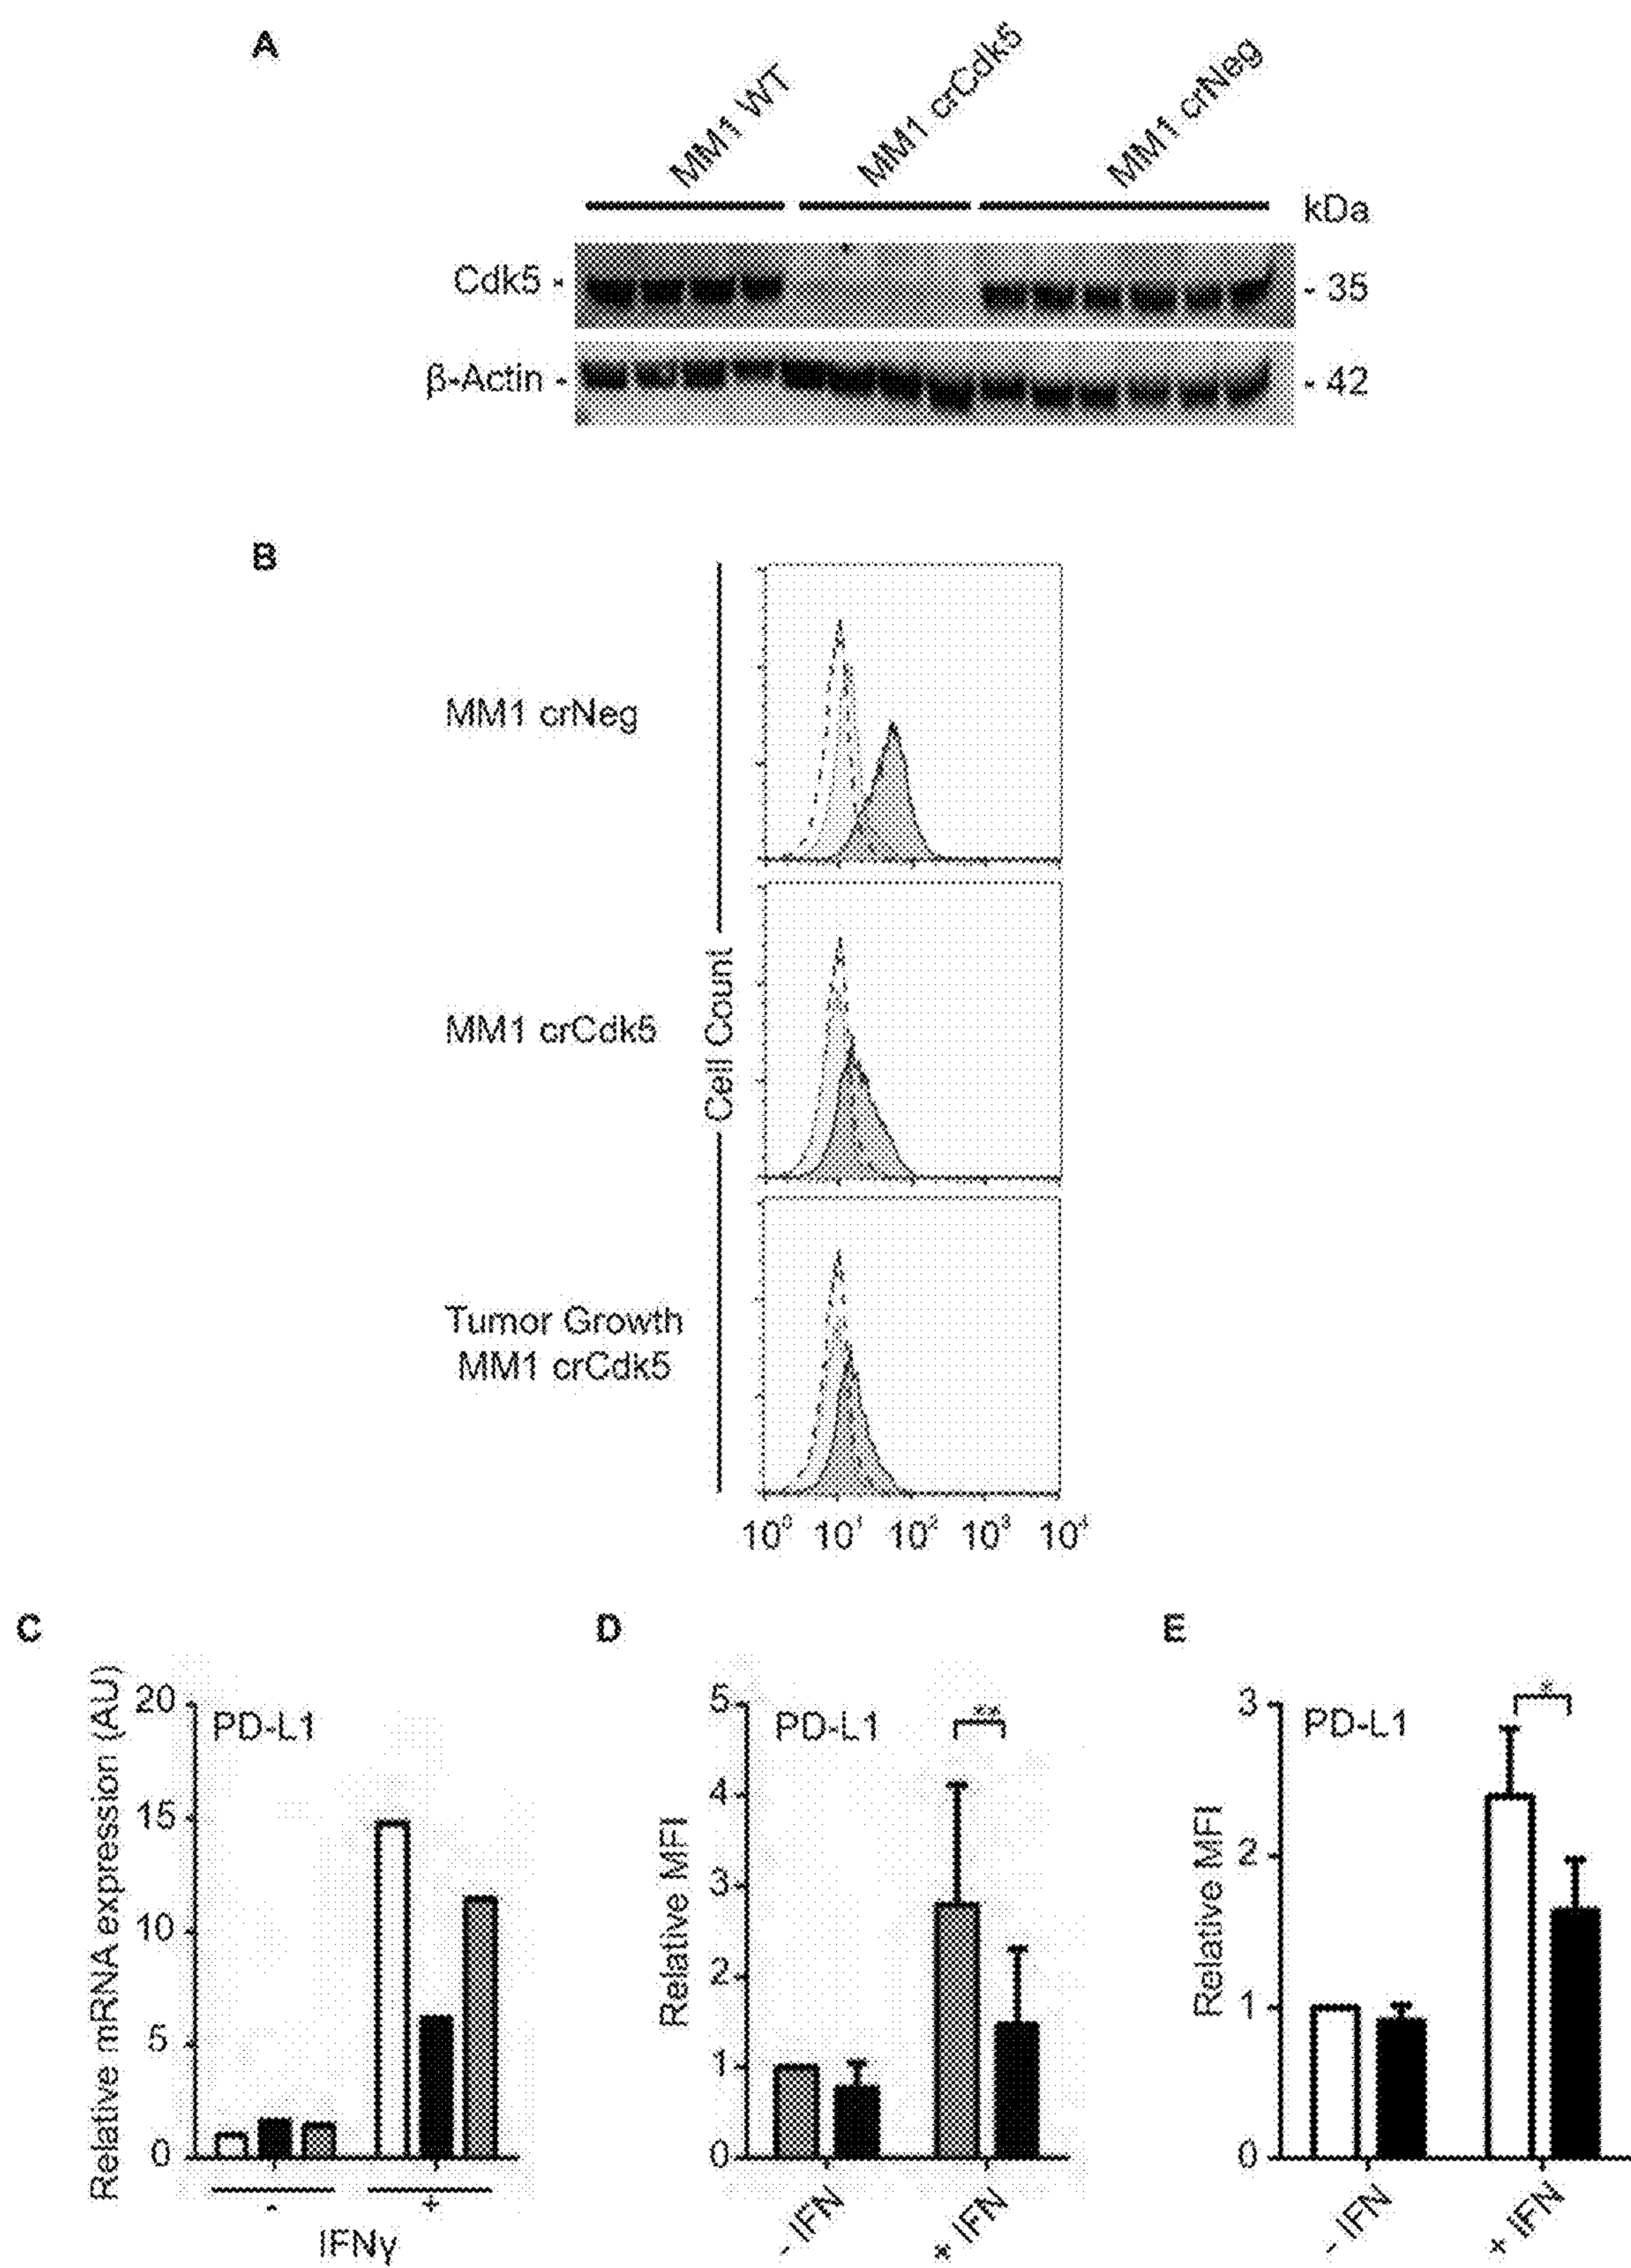 A
MM1 WT
MM1 crCdk5
MM1 crNeg
kDa
Cdk5 -
- 35
β-Actin -
- 42
B
MM1 crNeg
MM1 crCdk5
Tumor Growth
MM1 crCdk5
Cell Count
10⁰ 10¹ 10² 10³ 10⁴
C
Relative mRNA expression (AU)
20
15
10
5
0
PD-L1
- +
IFNγ
D
Relative MFI
5
4
3
2
1
0
PD-L1
**
- IFN
+ IFN
E
Relative MFI
3
2
1
0
PD-L1
*
- IFN
+ IFN